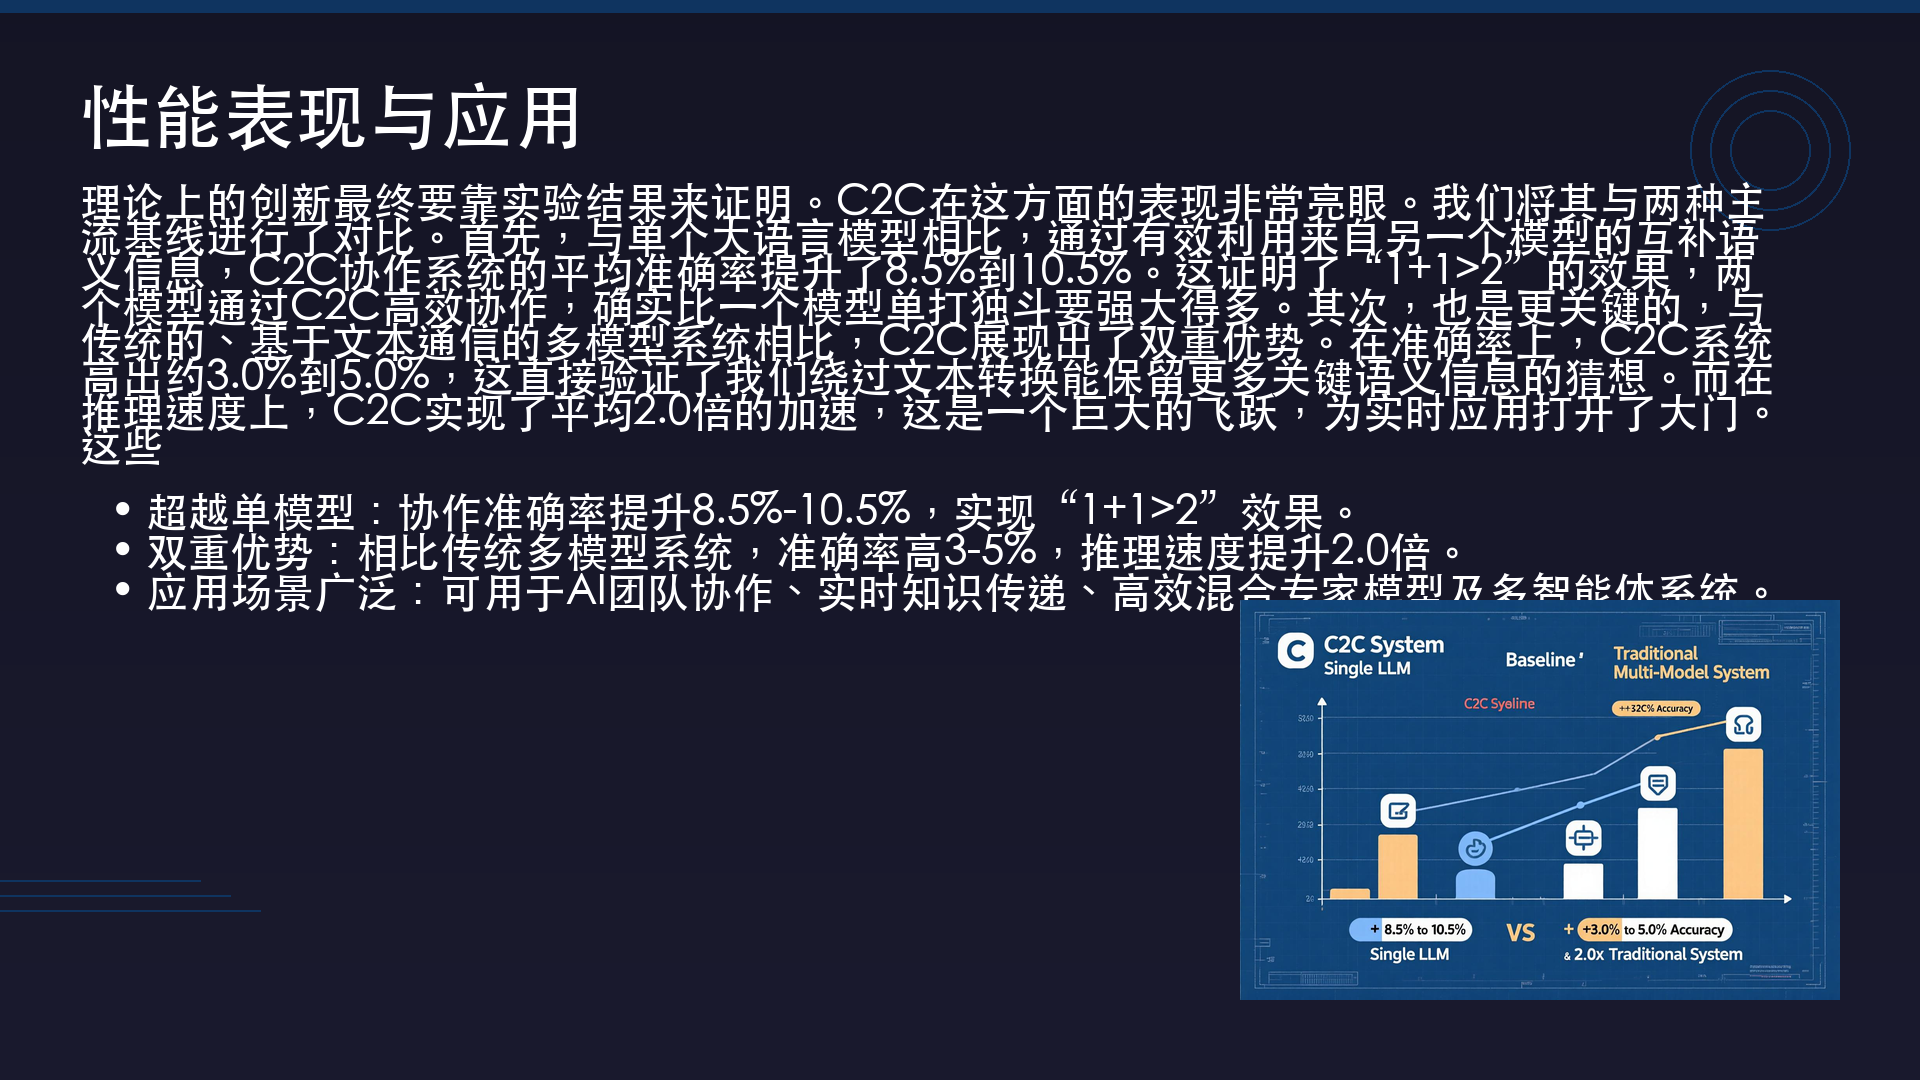 性能表现与应用
理论上的创新最终要靠实验结果来证明。C2C在这方面的表现非常亮眼。我们将其与两种主
流基线进行了对比。首先，与单个大语言模型相比，通过有效利用来自另一个模型的互补语
义信息，C2C协作系统的平均准确率提升了8.5%到10.5%。这证明了“1+1>2”的效果，两
个模型通过C2C高效协作，确实比一个模型单打独斗要强大得多。其次，也是更关键的，与
传统的、基于文本通信的多模型系统相比，C2C展现出了双重优势。在准确率上，C2C系统
高出约3.0%到5.0%，这直接验证了我们绕过文本转换能保留更多关键语义信息的猜想。而在
推理速度上，C2C实现了平均2.0倍的加速，这是一个巨大的飞跃，为实时应用打开了大门。
这些
• 超越单模型：协作准确率提升8.5%-10.5%，实现“1+1>2”效果。
• 双重优势：相比传统多模型系统，准确率高3-5%，推理速度提升2.0倍。
• 应用场景广泛：可用于AI团队协作、实时知识传递、高效混合专家模型及多智能体系统。
C
C2C System
Single LLM
Baseline'
Traditional
Multi-Model System
C2C Syəline
++32C% Accuracy
+ 8.5% to 10.5%
Single LLM
VS
+ +3.0% to 5.0% Accuracy
& 2.0x Traditional System